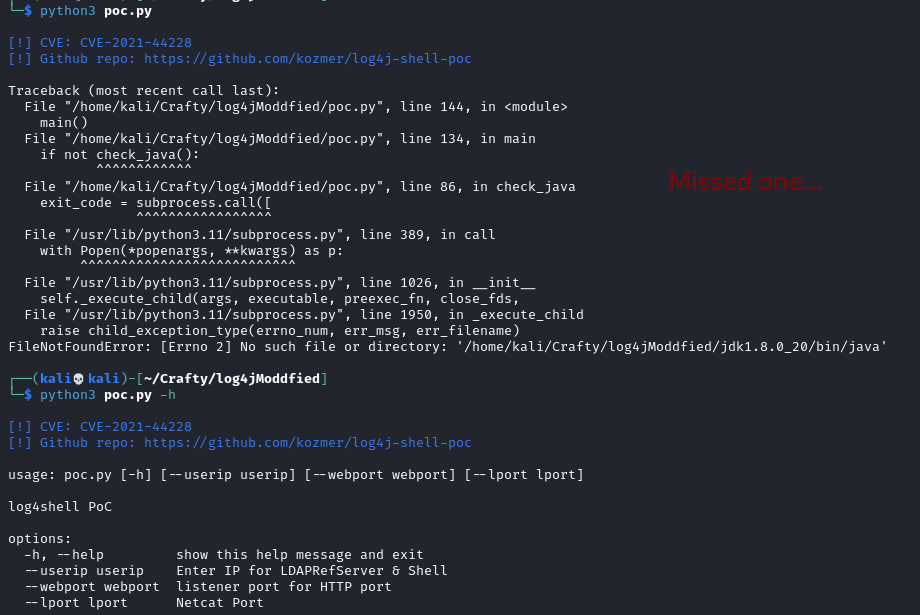 └─$ python3 poc.py
[!] CVE: CVE-2021-44228
[!] Github repo: https://github.com/kozmer/log4j-shell-poc
Traceback (most recent call last):
  File "/home/kali/Crafty/log4jModdfied/poc.py", line 144, in <module>
    main()
  File "/home/kali/Crafty/log4jModdfied/poc.py", line 134, in main
    if not check_java():
           ^^^^^^^^^^^^
  File "/home/kali/Crafty/log4jModdfied/poc.py", line 86, in check_java
Missed one...
    exit_code = subprocess.call([
                ^^^^^^^^^^^^^^^^^
  File "/usr/lib/python3.11/subprocess.py", line 389, in call
    with Popen(*popenargs, **kwargs) as p:
         ^^^^^^^^^^^^^^^^^^^^^^^^^^^
  File "/usr/lib/python3.11/subprocess.py", line 1026, in __init__
    self._execute_child(args, executable, preexec_fn, close_fds,
  File "/usr/lib/python3.11/subprocess.py", line 1950, in _execute_child
    raise child_exception_type(errno_num, err_msg, err_filename)
FileNotFoundError: [Errno 2] No such file or directory: '/home/kali/Crafty/log4jModdfied/jdk1.8.0_20/bin/java'
┌──(kali💀kali)-[~/Crafty/log4jModdfied]
└─$ python3 poc.py -h
[!] CVE: CVE-2021-44228
[!] Github repo: https://github.com/kozmer/log4j-shell-poc
usage: poc.py [-h] [--userip userip] [--webport webport] [--lport lport]
log4shell PoC
options:
  -h, --help         show this help message and exit
  --userip userip    Enter IP for LDAPRefServer & Shell
  --webport webport  listener port for HTTP port
  --lport lport      Netcat Port